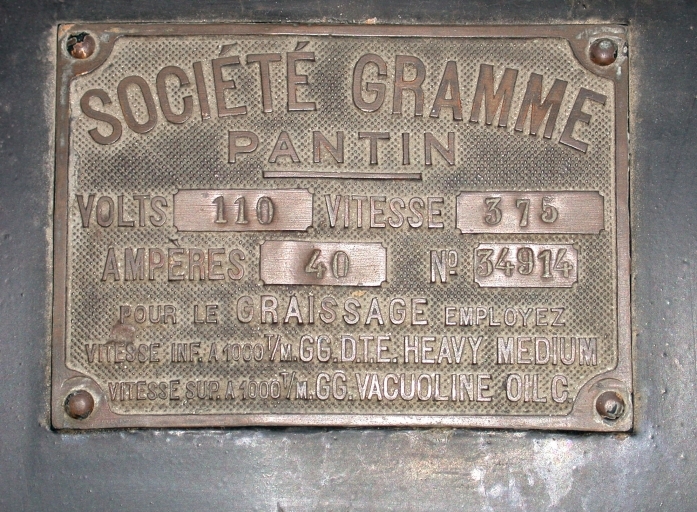 SOCIÉTÉ GRAMME
PANTIN
VOLTS 110 VITESSE 375
AMPÈRES 40 Nº 34914
POUR LE GRAISSAGE EMPLOYEZ
VITESSE INF. A 1000 T/M. GG. D.T.E. HEAVY MEDIUM
VITESSE SUP. A 1000 T/M. GG. VACUOLINE OIL C.